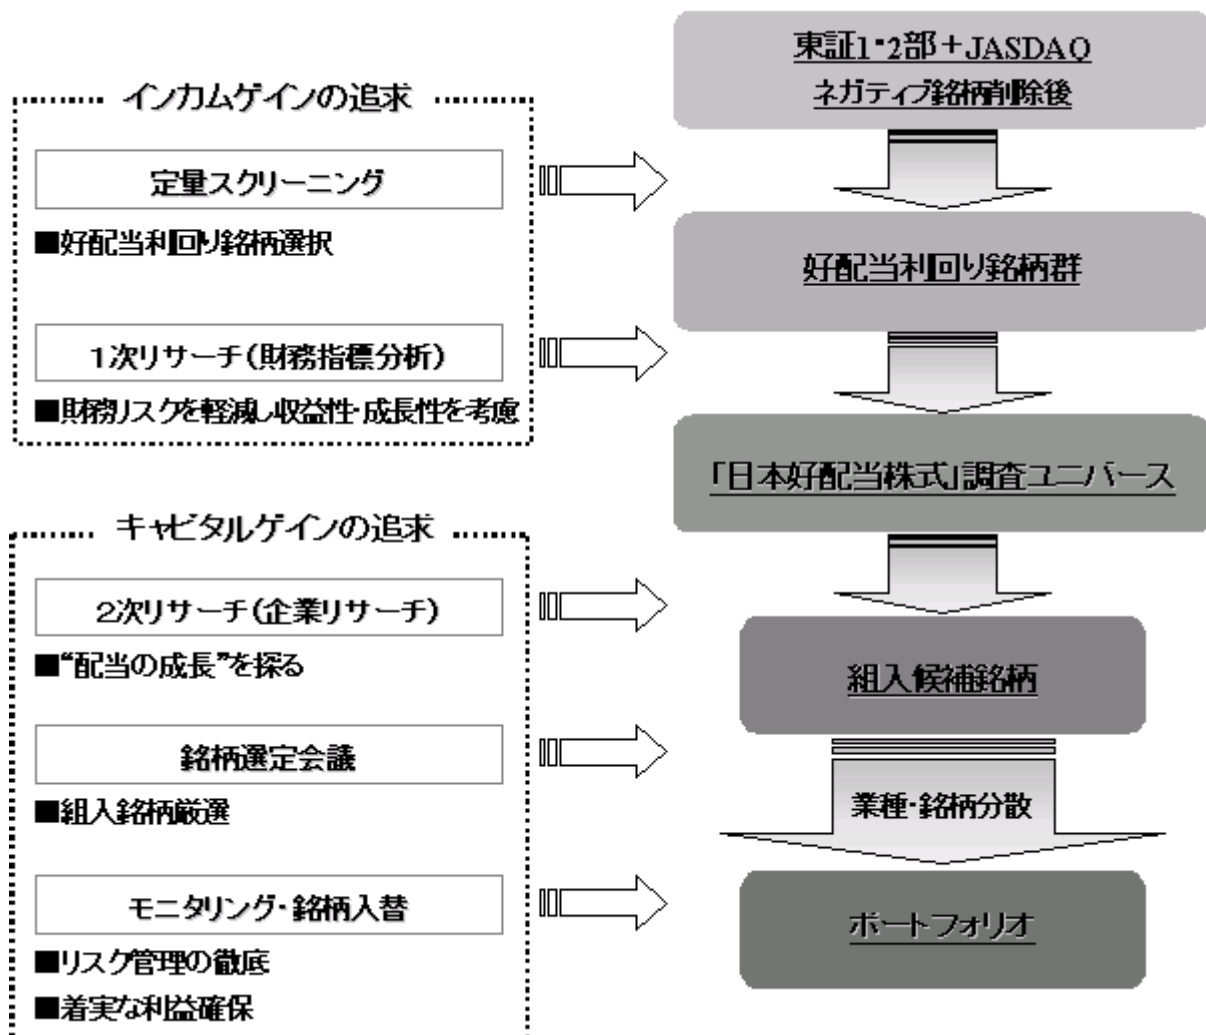 インカムゲインの追求
定量スクリーニング
■好配当利回り銘柄選択
1次リサーチ(財務指標分析)
■財務リスクを軽減し収益性・成長性を考慮
キャピタルゲインの追求
2次リサーチ(企業リサーチ)
■“配当の成長”を探る
銘柄選定会議
■組入銘柄厳選
モニタリング・銘柄入替
■リスク管理の徹底
■着実な利益確保
東証1・2部+JASDAQ
ネガティブ銘柄削除後
好配当利回り銘柄群
「日本好配当株式」調査ユニバース
組入候補銘柄
業種・銘柄分散
ポートフォリオ